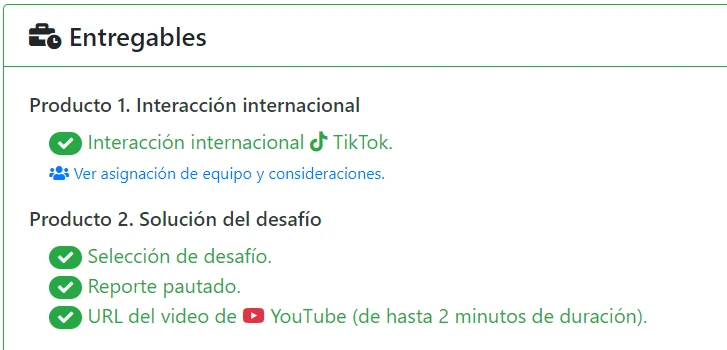 Entregables
Producto 1. Interacción internacional
Interacción internacional TikTok.
Ver asignación de equipo y consideraciones.
Producto 2. Solución del desafío
Selección de desafío.
Reporte pautado.
URL del video de YouTube (de hasta 2 minutos de duración).